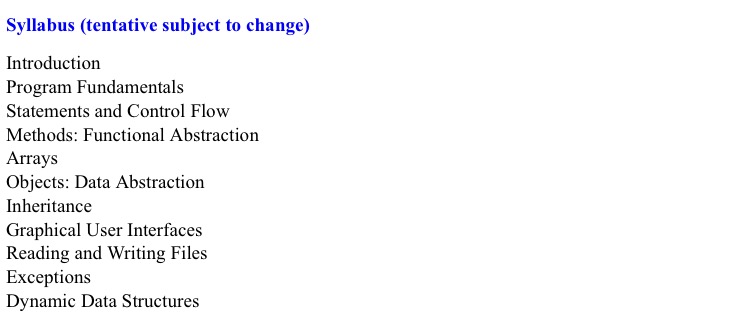 Syllabus (tentative subject to change)
Introduction
Program Fundamentals
Statements and Control Flow
Methods: Functional Abstraction
Arrays
Objects: Data Abstraction
Inheritance
Graphical User Interfaces
Reading and Writing Files
Exceptions
Dynamic Data Structures